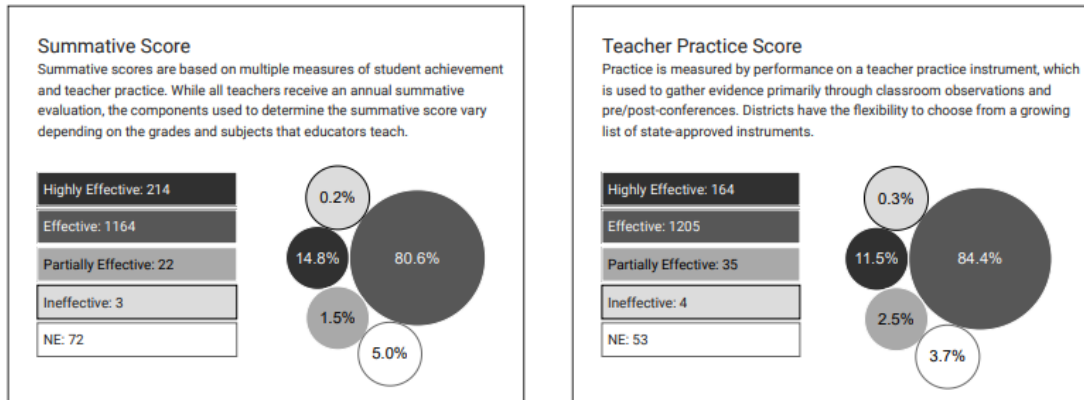 Summative Score
Summative scores are based on multiple measures of student achievement
and teacher practice. While all teachers receive an annual summative
evaluation, the components used to determine the summative score vary
depending on the grades and subjects that educators teach.
Highly Effective: 214
Effective: 1164
Partially Effective: 22
Ineffective: 3
NE: 72
0.2%
14.8%
80.6%
1.5%
5.0%
Teacher Practice Score
Practice is measured by performance on a teacher practice instrument, which
is used to gather evidence primarily through classroom observations and
pre/post-conferences. Districts have the flexibility to choose from a growing
list of state-approved instruments.
Highly Effective: 164
Effective: 1205
Partially Effective: 35
Ineffective: 4
NE: 53
0.3%
11.5%
84.4%
2.5%
3.7%